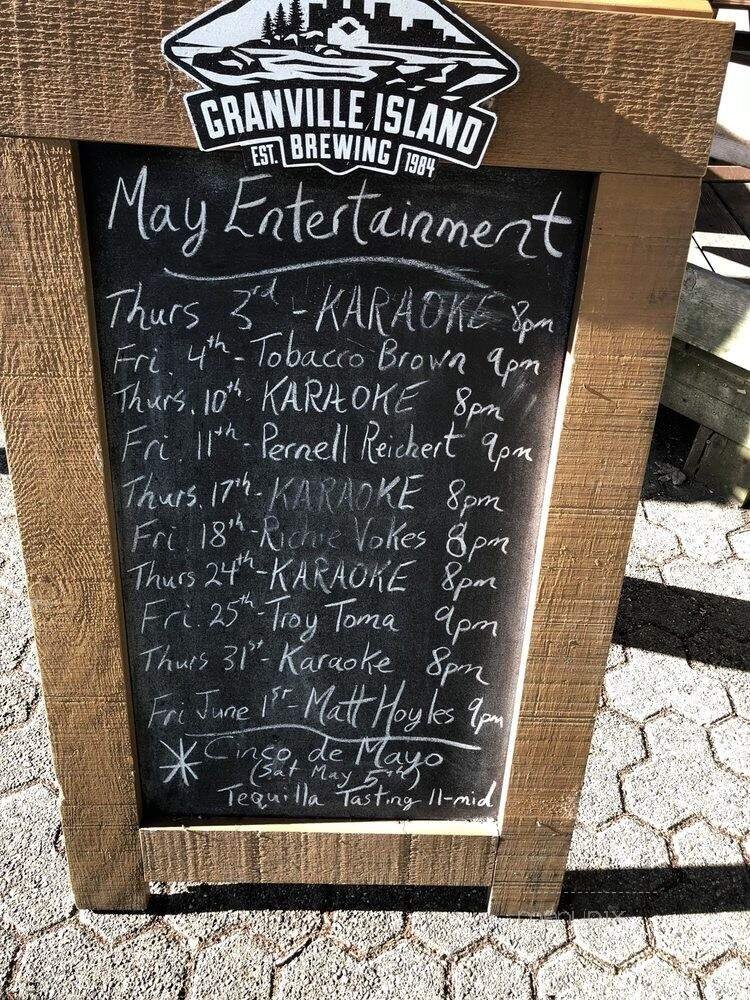 GRANVILLE ISLAND
EST. BREWING 1984
May Entertainment
Thurs 3rd - KARAOKE 8pm
Fri. 4th - Tobacco Brown 9pm
Thurs. 10th KARAOKE 8pm
Fri. 11th - Pernell Reichert 9pm
Thurs. 17th - KARAOKE 8pm
Fri. 18th - Richie Vokes 8pm
Thurs 24th - KARAOKE 8pm
Fri. 25th - Troy Toma 9pm
Thurs 31st - Karaoke 8pm
Fri June 1st - Matt Hoyles 9pm
* Cinco de Mayo
(Sat May 5th)
Tequilla Tasting 11-mid